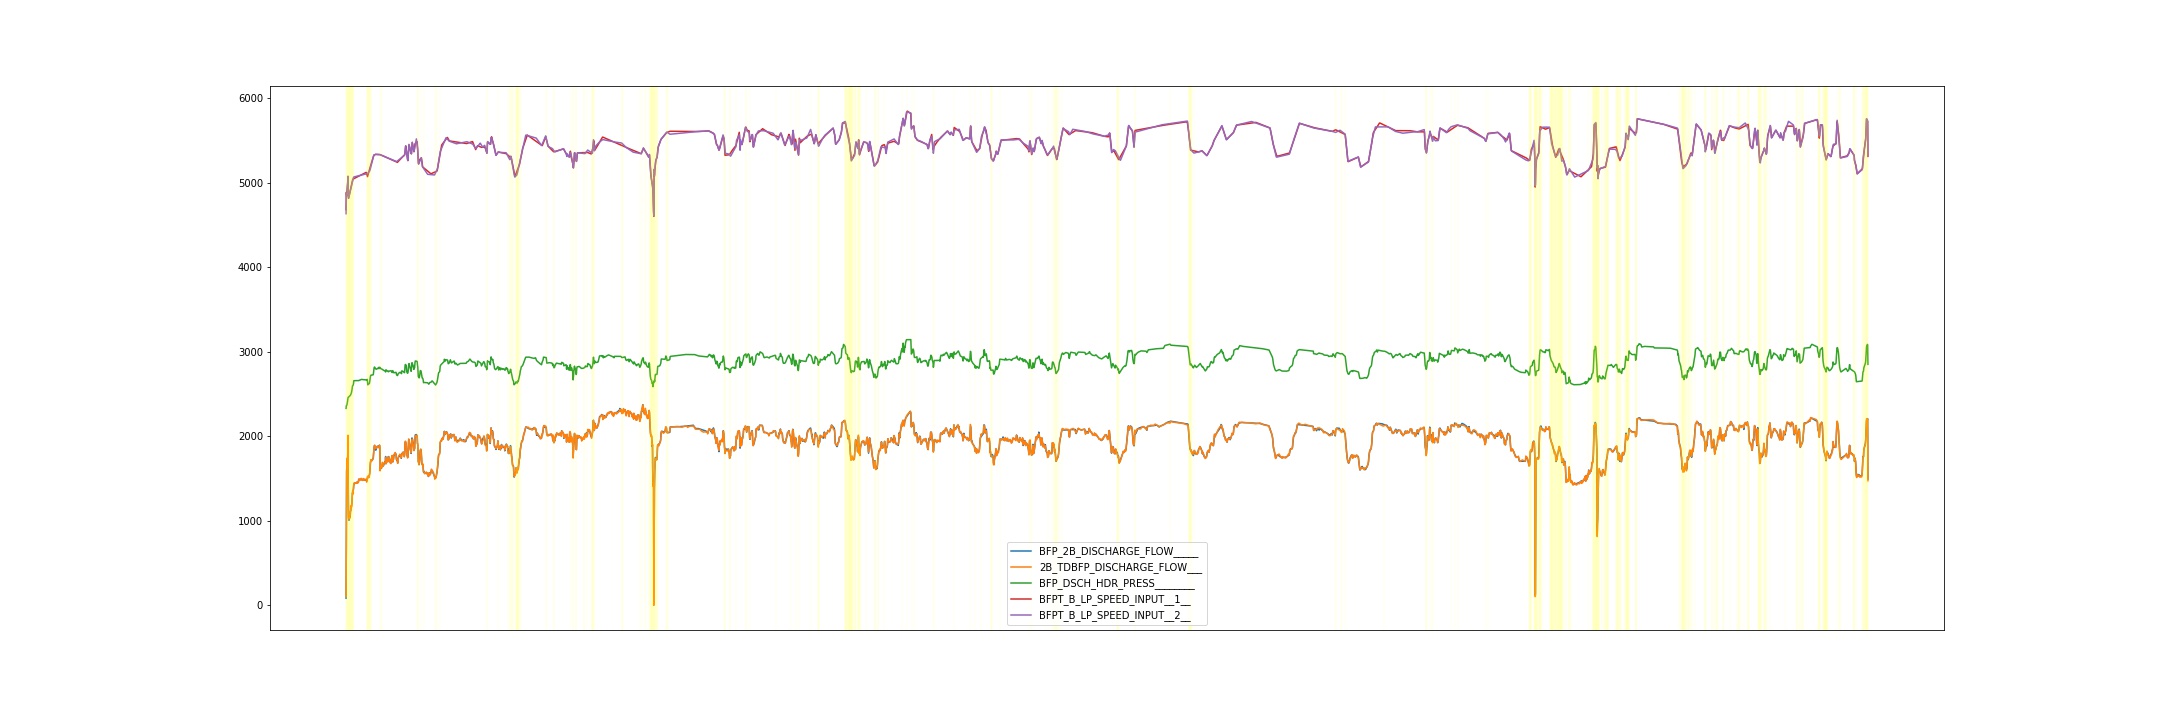 6000
5000
4000
3000
2000
1000
0
BFP_2B_DISCHARGE_FLOW_____
2B_TDBFP_DISCHARGE_FLOW___
BFP_DSCH_HDR_PRESS________
BFPT_B_LP_SPEED_INPUT__1__
BFPT_B_LP_SPEED_INPUT__2__